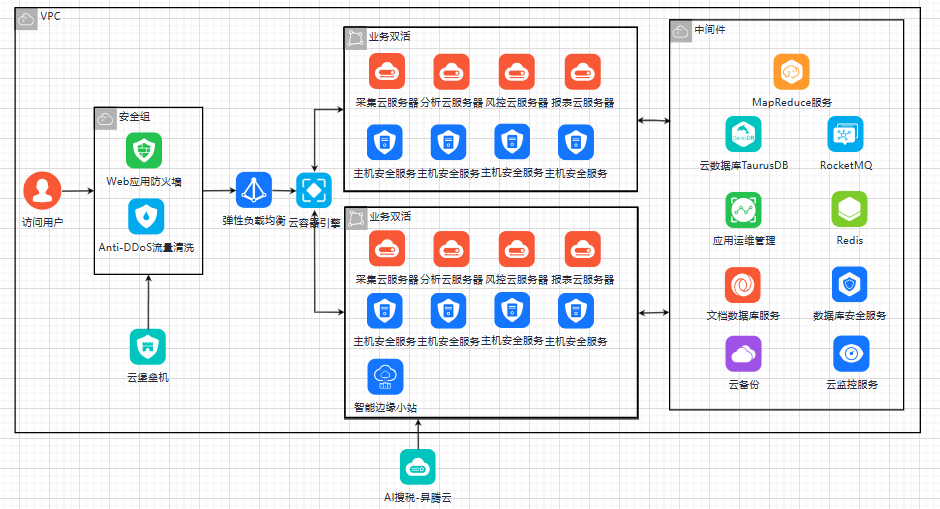 VPC
访问用户
安全组
Web应用防火墙
Anti-DDoS流量清洗
云堡垒机
弹性负载均衡
云容器引擎
业务双活
采集云服务器
分析云服务器
风控云服务器
报表云服务器
主机安全服务
主机安全服务
主机安全服务
主机安全服务
业务双活
采集云服务器
分析云服务器
风控云服务器
报表云服务器
主机安全服务
主机安全服务
主机安全服务
主机安全服务
智能边缘小站
AI搜税-昇腾云
中间件
MapReduce服务
云数据库TaurusDB
RocketMQ
应用运维管理
Redis
文档数据库服务
数据库安全服务
云备份
云监控服务